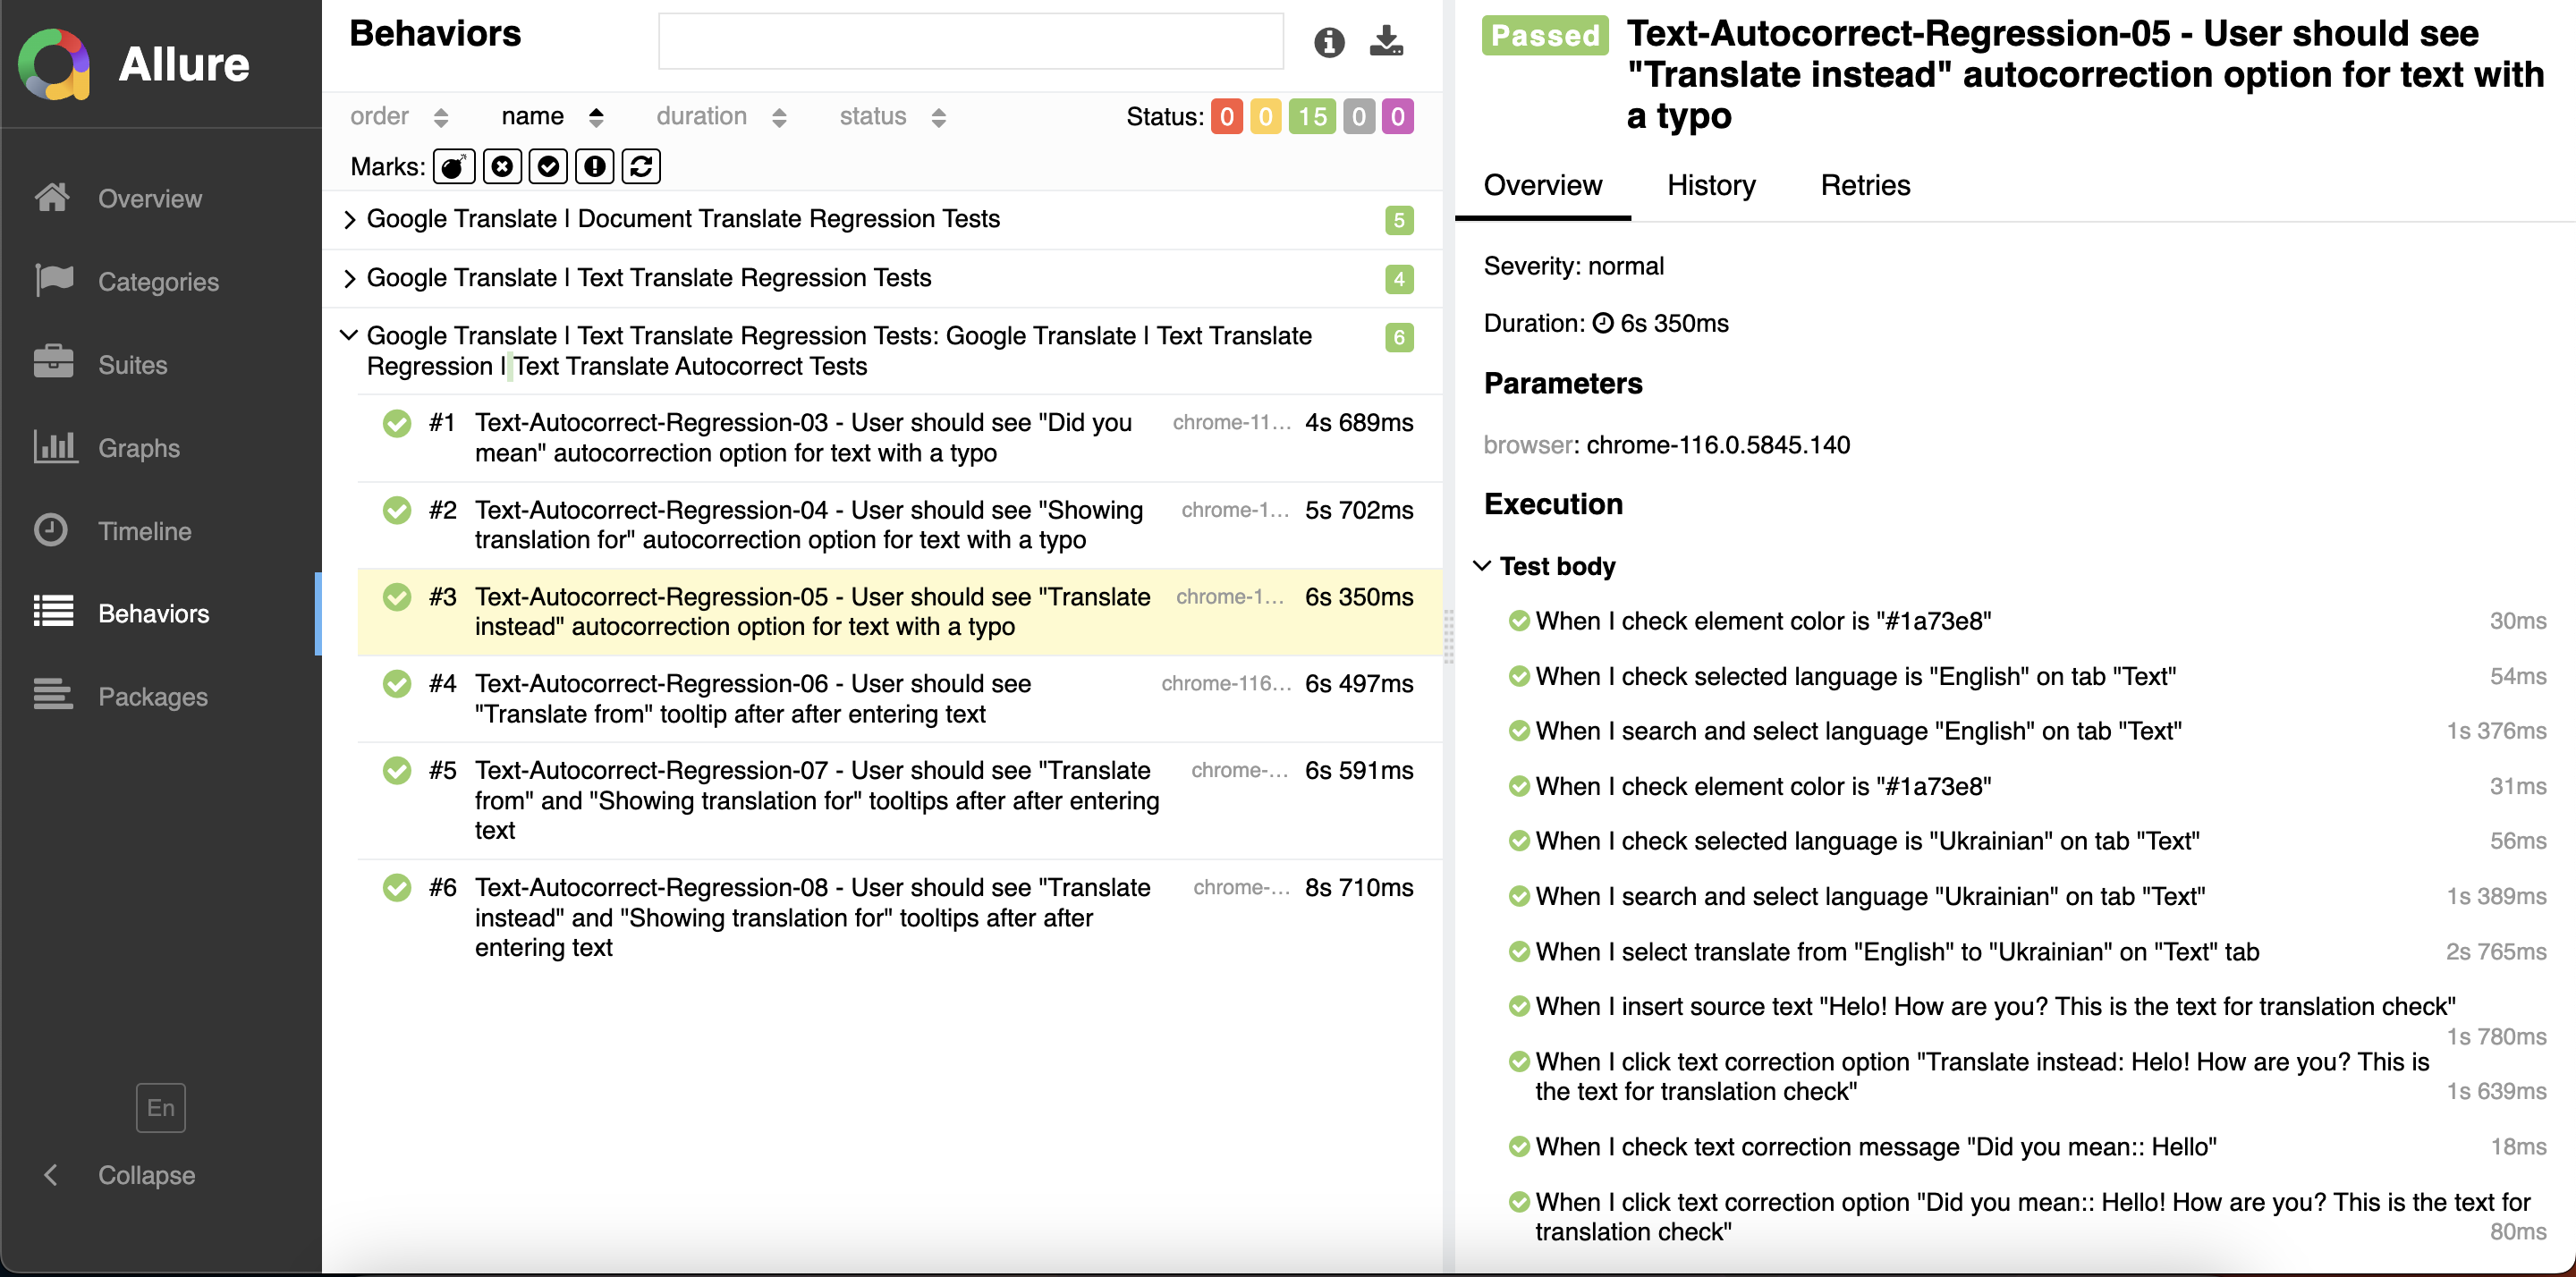 Allure
Overview
Categories
Suites
Graphs
Timeline
Behaviors
Packages
En
Collapse
Behaviors
order name duration status Status: 0 0 15 0 0
Marks:
Google Translate | Document Translate Regression Tests 5
Google Translate | Text Translate Regression Tests 4
Google Translate | Text Translate Regression Tests: Google Translate | Text Translate 6
Regression | Text Translate Autocorrect Tests
#1 Text-Autocorrect-Regression-03 - User should see "Did you chrome-11... 4s 689ms
mean" autocorrection option for text with a typo
#2 Text-Autocorrect-Regression-04 - User should see "Showing chrome-1... 5s 702ms
translation for" autocorrection option for text with a typo
#3 Text-Autocorrect-Regression-05 - User should see "Translate chrome-1... 6s 350ms
instead" autocorrection option for text with a typo
#4 Text-Autocorrect-Regression-06 - User should see chrome-116... 6s 497ms
"Translate from" tooltip after after entering text
#5 Text-Autocorrect-Regression-07 - User should see "Translate chrome-... 6s 591ms
from" and "Showing translation for" tooltips after after entering
text
#6 Text-Autocorrect-Regression-08 - User should see "Translate chrome-... 8s 710ms
instead" and "Showing translation for" tooltips after after
entering text
Passed Text-Autocorrect-Regression-05 - User should see
"Translate instead" autocorrection option for text with
a typo
Overview History Retries
Severity: normal
Duration: 6s 350ms
Parameters
browser: chrome-116.0.5845.140
Execution
Test body
When I check element color is "#1a73e8" 30ms
When I check selected language is "English" on tab "Text" 54ms
When I search and select language "English" on tab "Text" 1s 376ms
When I check element color is "#1a73e8" 31ms
When I check selected language is "Ukrainian" on tab "Text" 56ms
When I search and select language "Ukrainian" on tab "Text" 1s 389ms
When I select translate from "English" to "Ukrainian" on "Text" tab 2s 765ms
When I insert source text "Helo! How are you? This is the text for translation check"
1s 780ms
When I click text correction option "Translate instead: Helo! How are you? This is
the text for translation check" 1s 639ms
When I check text correction message "Did you mean:: Hello" 18ms
When I click text correction option "Did you mean:: Hello! How are you? This is the text for
translation check" 80ms